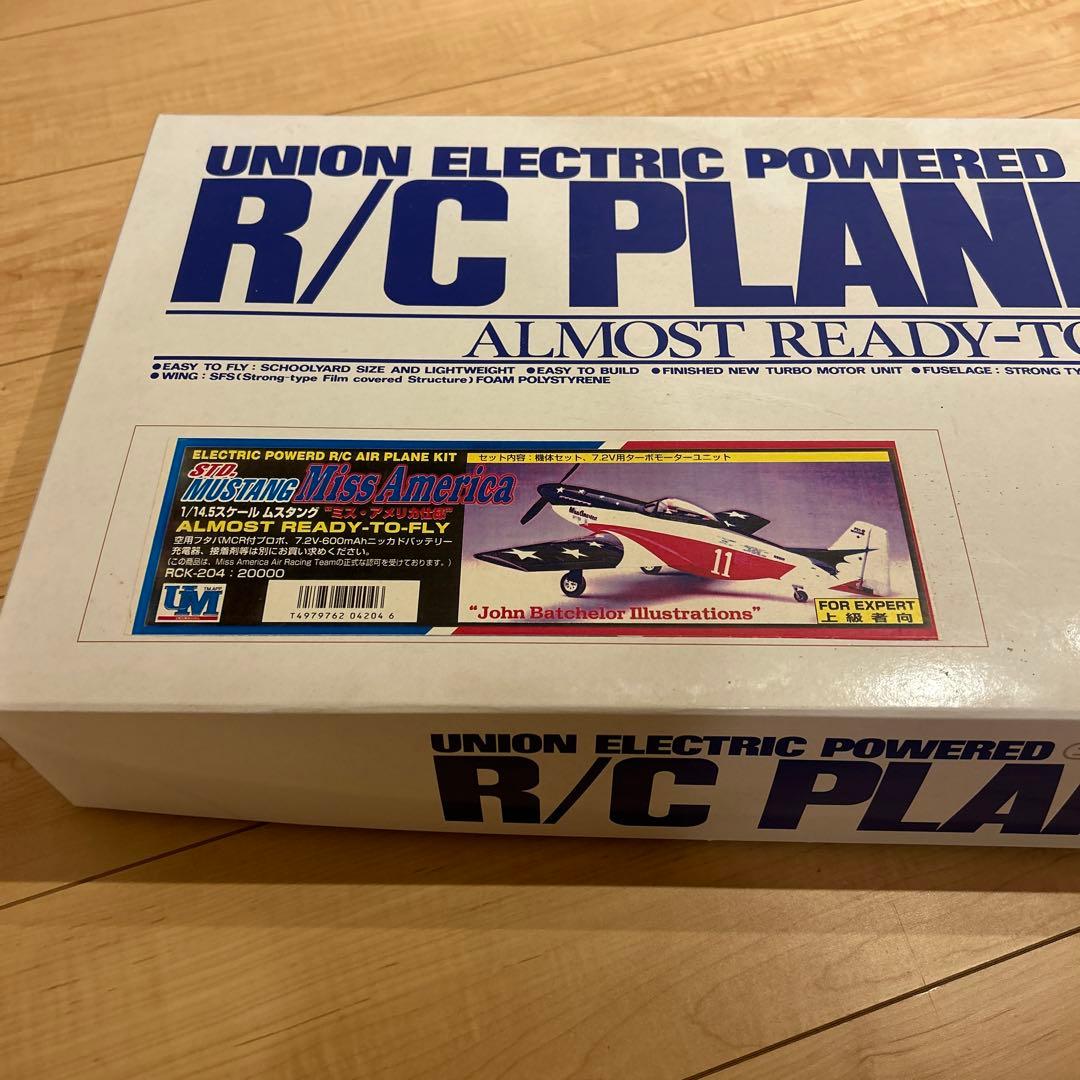 UNION ELECTRIC POWERED
R/C PLAN
ALMOST READY-TO
●EASY TO FLY : SCHOOLYARD SIZE AND LIGHTWEIGHT ●EASY TO BUILD ●FINISHED NEW TURBO MOTOR UNIT ●FUSELAGE : STRONG TY
●WING : SFS(Strong-type Film covered Structure) FOAM POLYSTYRENE
ELECTRIC POWERD R/C AIR PLANE KIT
セット内容：機体セット、7.2V用ターボモーターユニット
STD.
MUSTANG Miss America
1/14.5スケール ムスタング "ミス・アメリカ仕様"
ALMOST READY-TO-FLY
空用フタバMCR付プロポ、7.2V-600mAhニッカドバッテリー
充電器、接着剤等は別にお買い求めください。
(この商品は、Miss America Air Racing Teamの正式な認可を受けております。)
RCK-204 : 20000
UM
T4979762 04204 6
Miss America
11
"John Batchelor Illustrations"
FOR EXPERT
上級者向
UNION ELECTRIC POWERED
R/C PLA